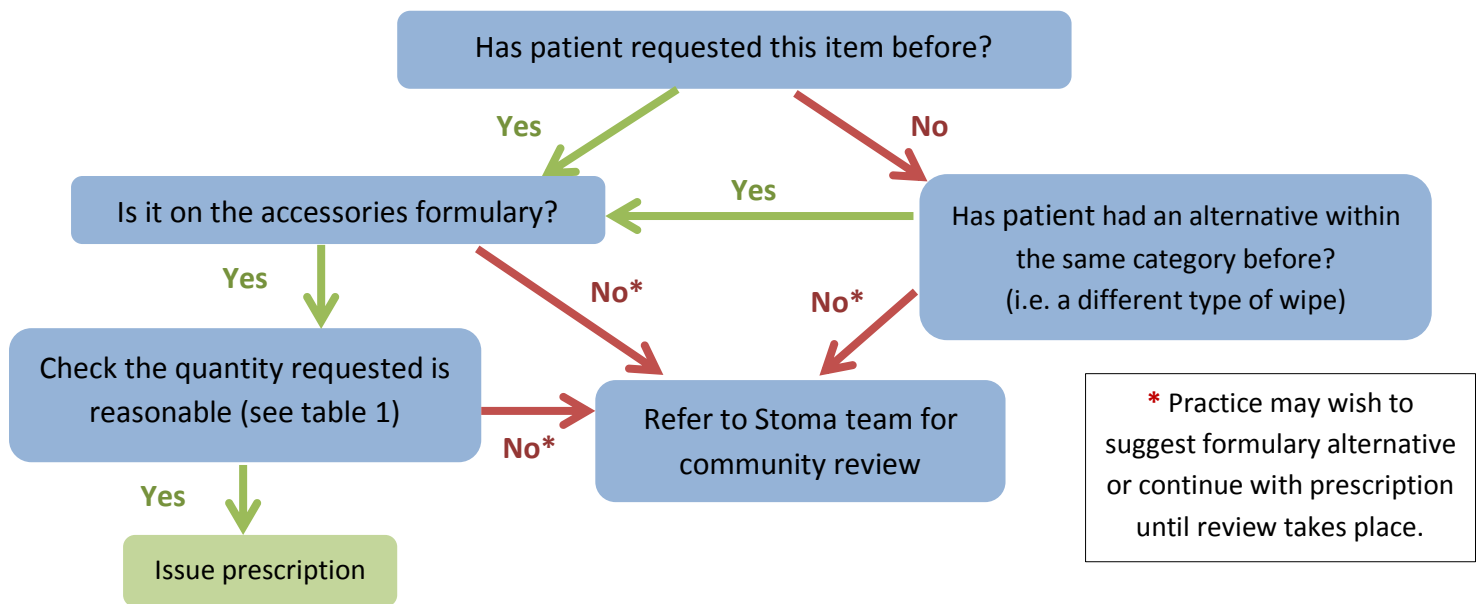 Has patient requested this item before?
Yes
No
Is it on the accessories formulary?
Yes
Has patient had an alternative within
the same category before?
(i.e. a different type of wipe)
Yes
No*
No*
Check the quantity requested is
reasonable (see table 1)
No*
Refer to Stoma team for
community review
* Practice may wish to
suggest formulary alternative
or continue with prescription
until review takes place.
Yes
Issue prescription